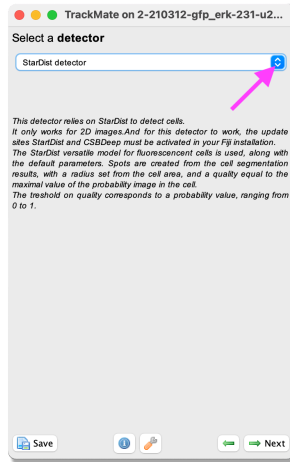 TrackMate on 2-210312-gfp_erk-231-u2...
Select a detector
StarDist detector
This detector relies on StarDist to detect cells.
It only works for 2D images.And for this detector to work, the update
sites StartDist and CSBDeep must be activated in your Fiji installation.
The StarDist versatile model for fluorescencent cells is used, along with
the default parameters. Spots are created from the cell segmentation
results, with a radius set from the cell area, and a quality equal to the
maximal value of the probability image in the cell.
The treshold on quality corresponds to a probability value, ranging from
0 to 1.
Save
Next